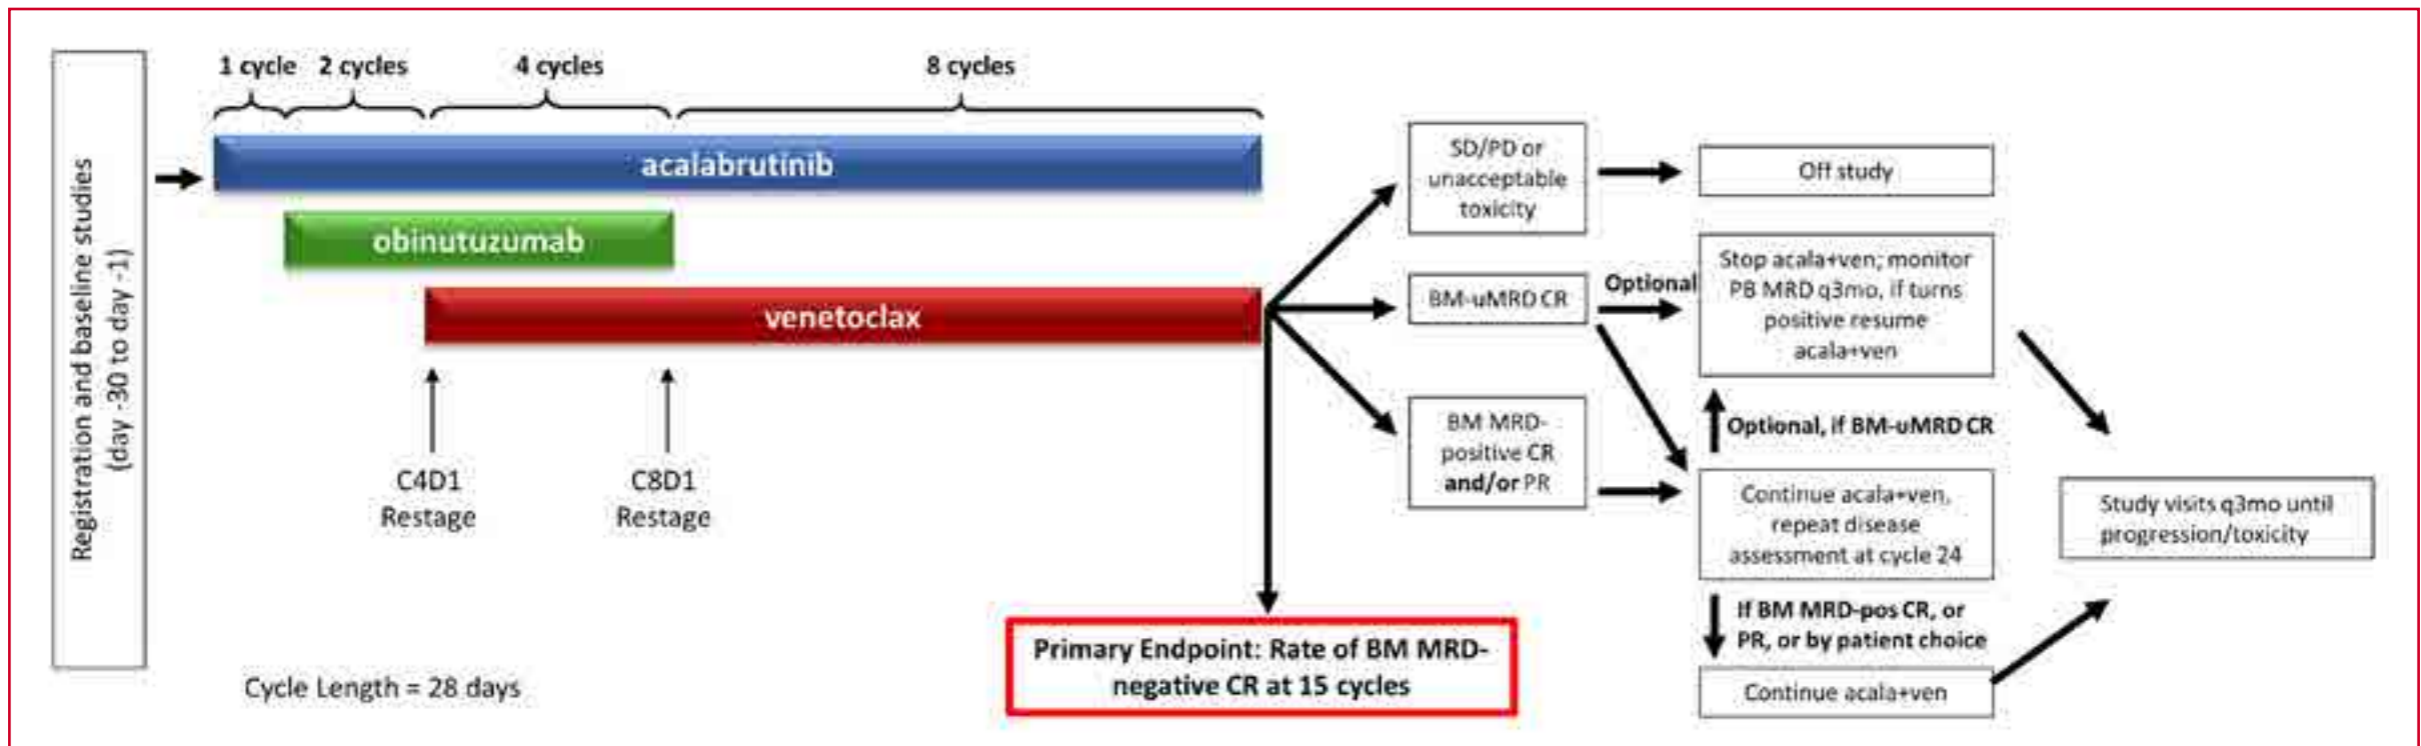 Registration and baseline studies
(day -30 to day -1)
1 cycle
2 cycles
4 cycles
8 cycles
acalabrutinib
obinutuzumab
venetoclax
C4D1
Restage
C8D1
Restage
Cycle Length = 28 days
Primary Endpoint: Rate of BM MRD-
negative CR at 15 cycles
SD/PD or
unacceptable
toxicity
Off study
BM-uMRD CR
Optional
Stop acala+ven; monitor
PB MRD q3mo, if turns
positive resume
acala+ven
BM MRD-
positive CR
and/or PR
Optional, if BM-uMRD CR
Continue acala+ven,
repeat disease
assessment at cycle 24
If BM MRD-pos CR, or
PR, or by patient choice
Continue acala+ven
Study visits q3mo until
progression/toxicity